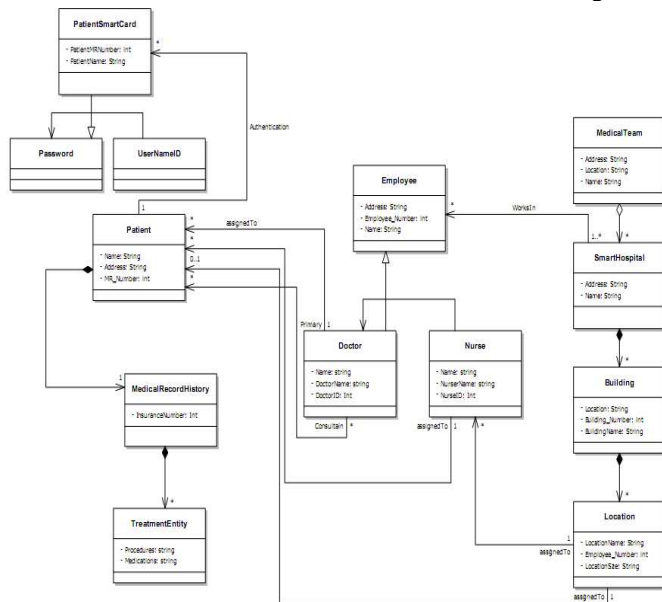 PatientSmartCard
- PatientMRNumber: Int
- PatientName: String
*
Authentication
Password
UserNameID
1
Patient
- Name: String
- Address: String
- MR_Number: Int
*
*
0..1
*
assignedTo
Employee
- Address: String
- Employee_Number: Int
- Name: String
*
WorksIn
1..*
MedicalTeam
- Address: String
- Location: String
- Name: String
*
SmartHospital
- Address: String
- Name: String
*
Primary
1
Doctor
- Name: string
- DoctorName: string
- DoctorID: Int
Consultain
*
Nurse
- Name: string
- NurserName: string
- NurseID: Int
assignedTo
1
*
Building
- Location: String
- Building_Number: Int
- BuildingName: String
*
1
MedicalRecordHistory
- InsuranceNumber: Int
*
TreatmentEntity
- Procedures: string
- Medications: string
Location
- LocationName: String
- Employee_Number: Int
- LocationSize: String
1
assgnedTo
assgnedTo
1